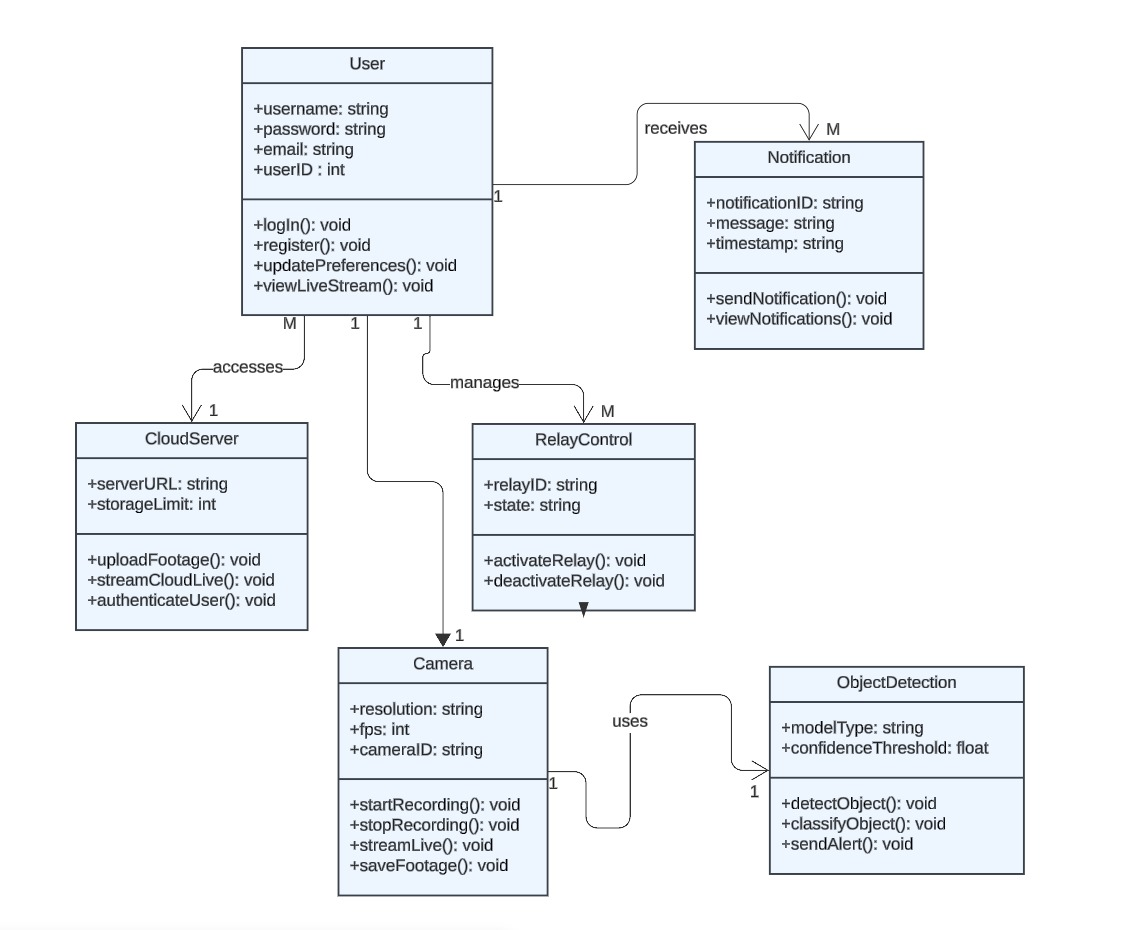 User
+username: string
+password: string
+email: string
+userID : int
+logIn(): void
+register(): void
+updatePreferences(): void
+viewLiveStream(): void
1
receives
M
Notification
+notificationID: string
+message: string
+timestamp: string
+sendNotification(): void
+viewNotifications(): void
M
1
1
accesses
1
manages
M
CloudServer
+serverURL: string
+storageLimit: int
+uploadFootage(): void
+streamCloudLive(): void
+authenticateUser(): void
RelayControl
+relayID: string
+state: string
+activateRelay(): void
+deactivateRelay(): void
1
Camera
+resolution: string
+fps: int
+cameraID: string
+startRecording(): void
+stopRecording(): void
+streamLive(): void
+saveFootage(): void
1
uses
1
ObjectDetection
+modelType: string
+confidenceThreshold: float
+detectObject(): void
+classifyObject(): void
+sendAlert(): void